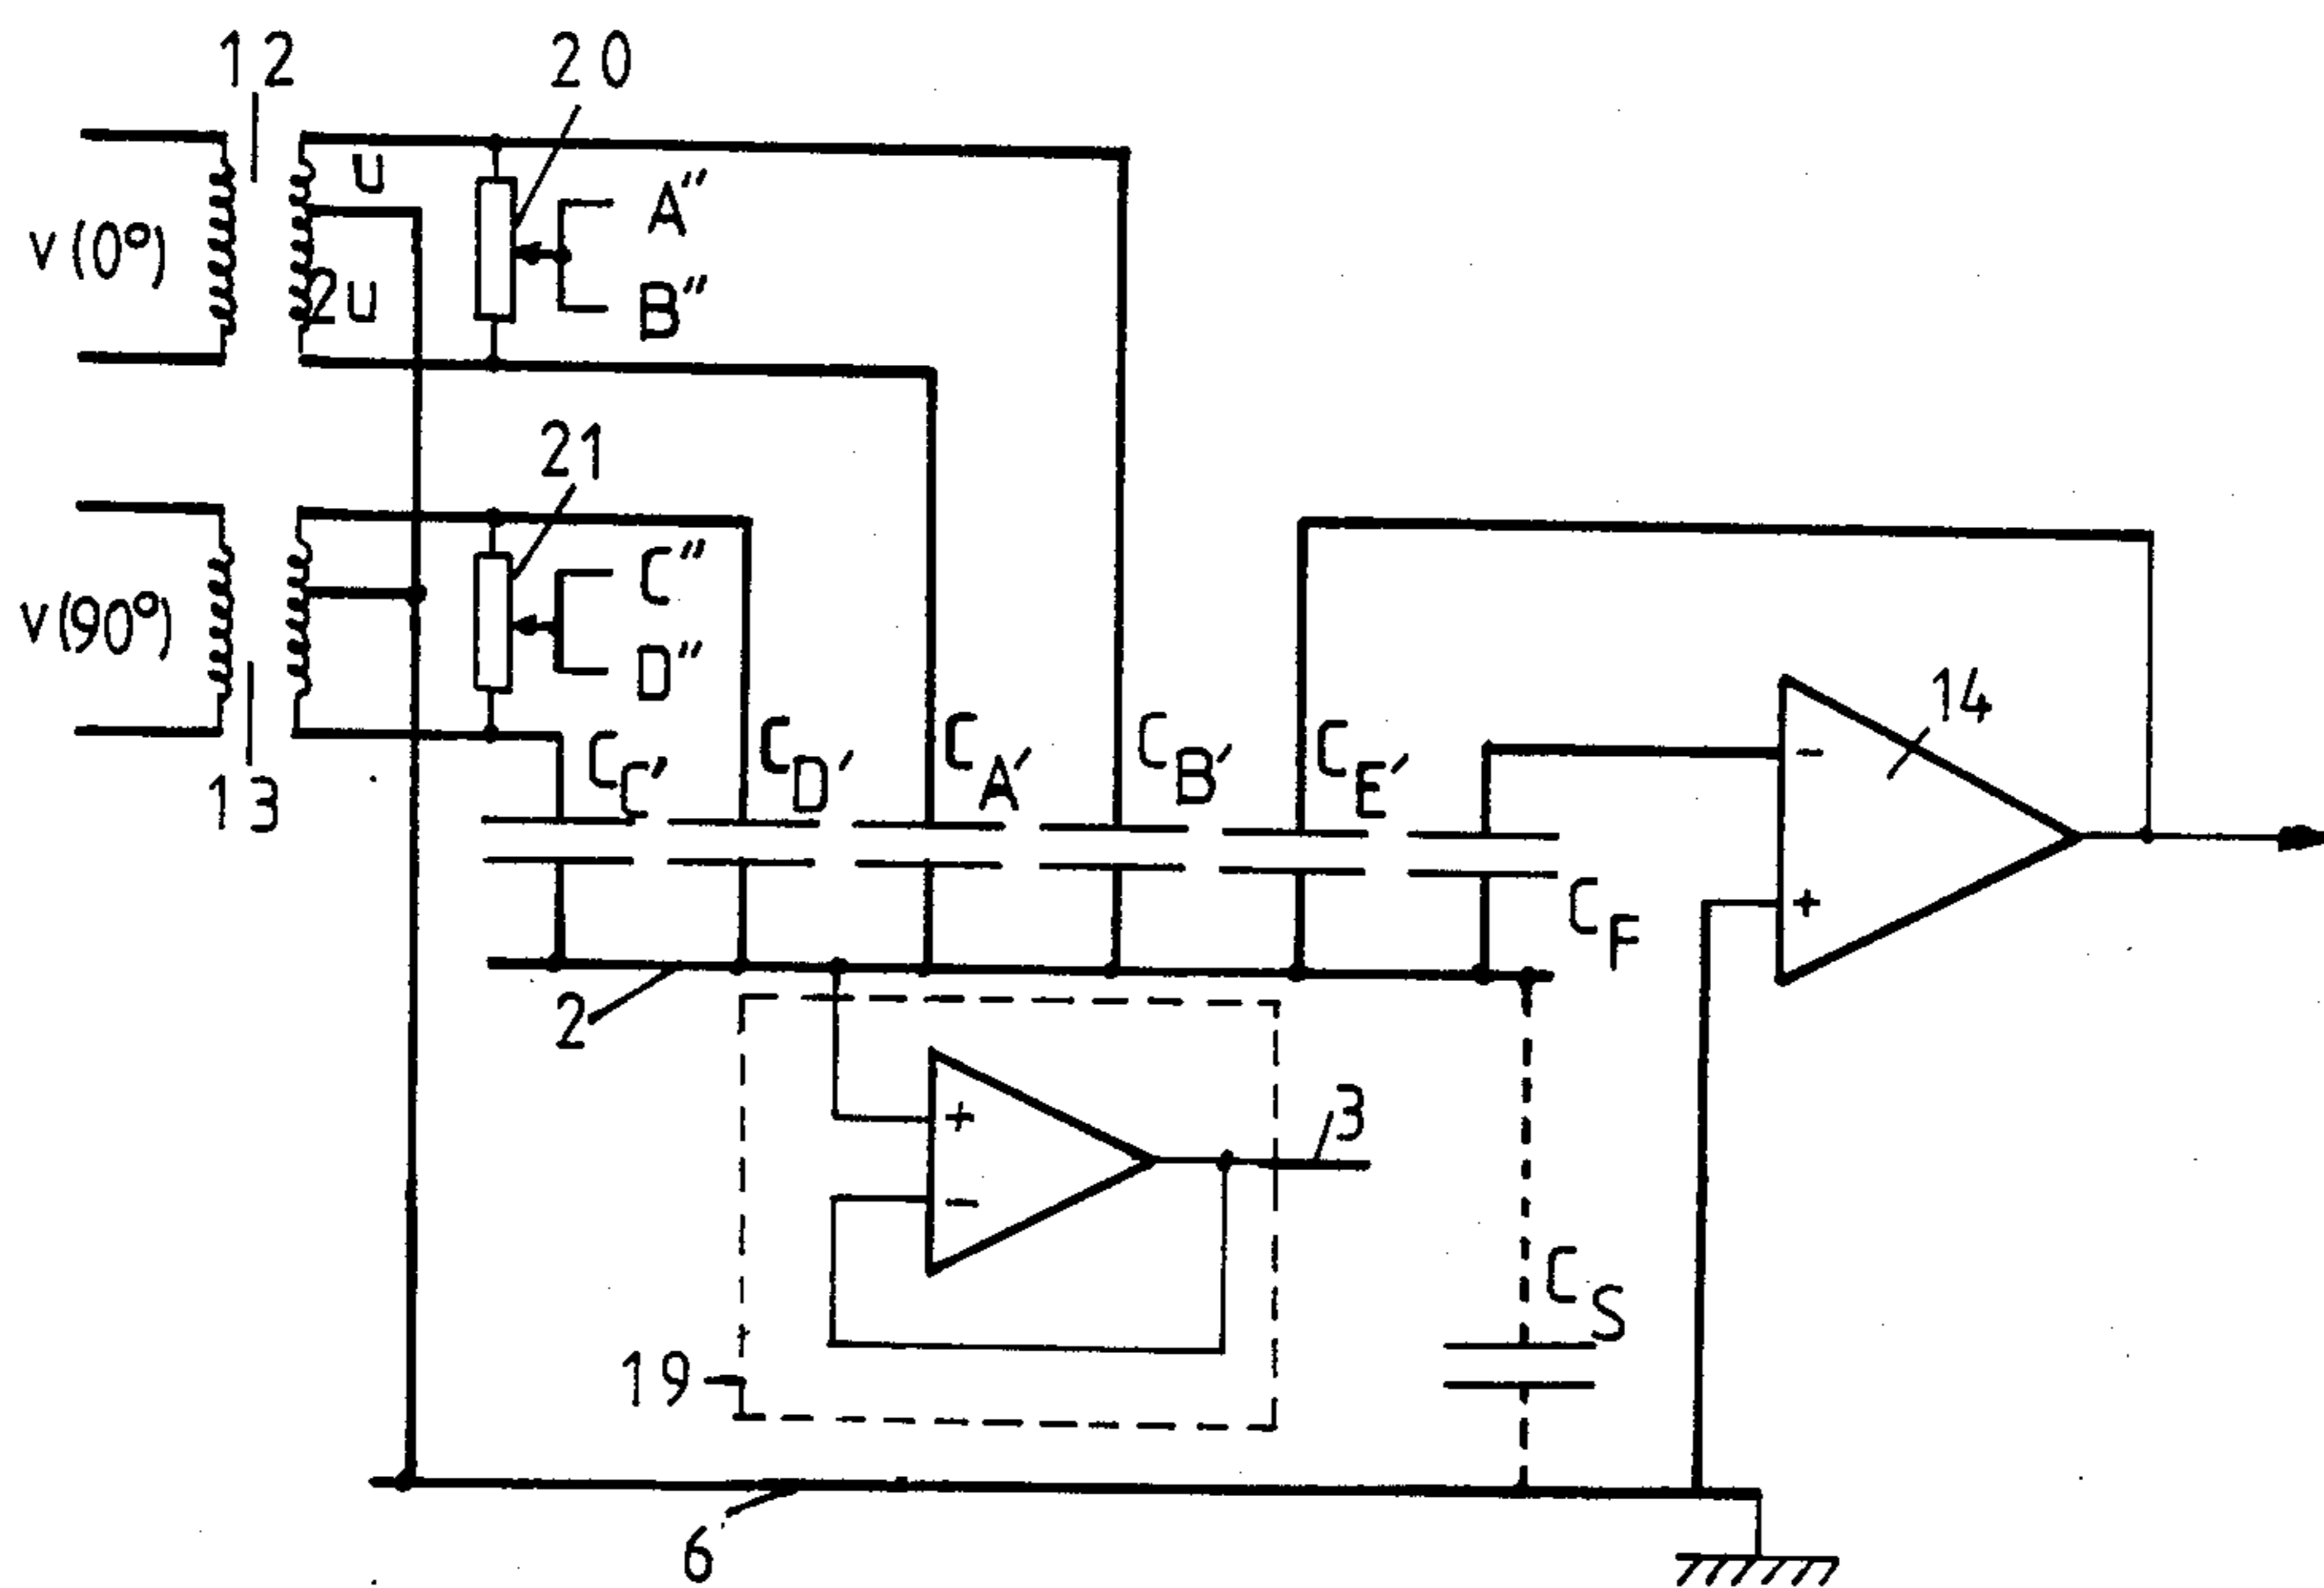 12
20
u
A″
v(0°)
2u
B″
21
C″
v(90°)
D″
13
C_C′
C_D′
C_A′
C_B′
C_E′
14
-
+
C_F
2
+
3
-
C_S
19
6